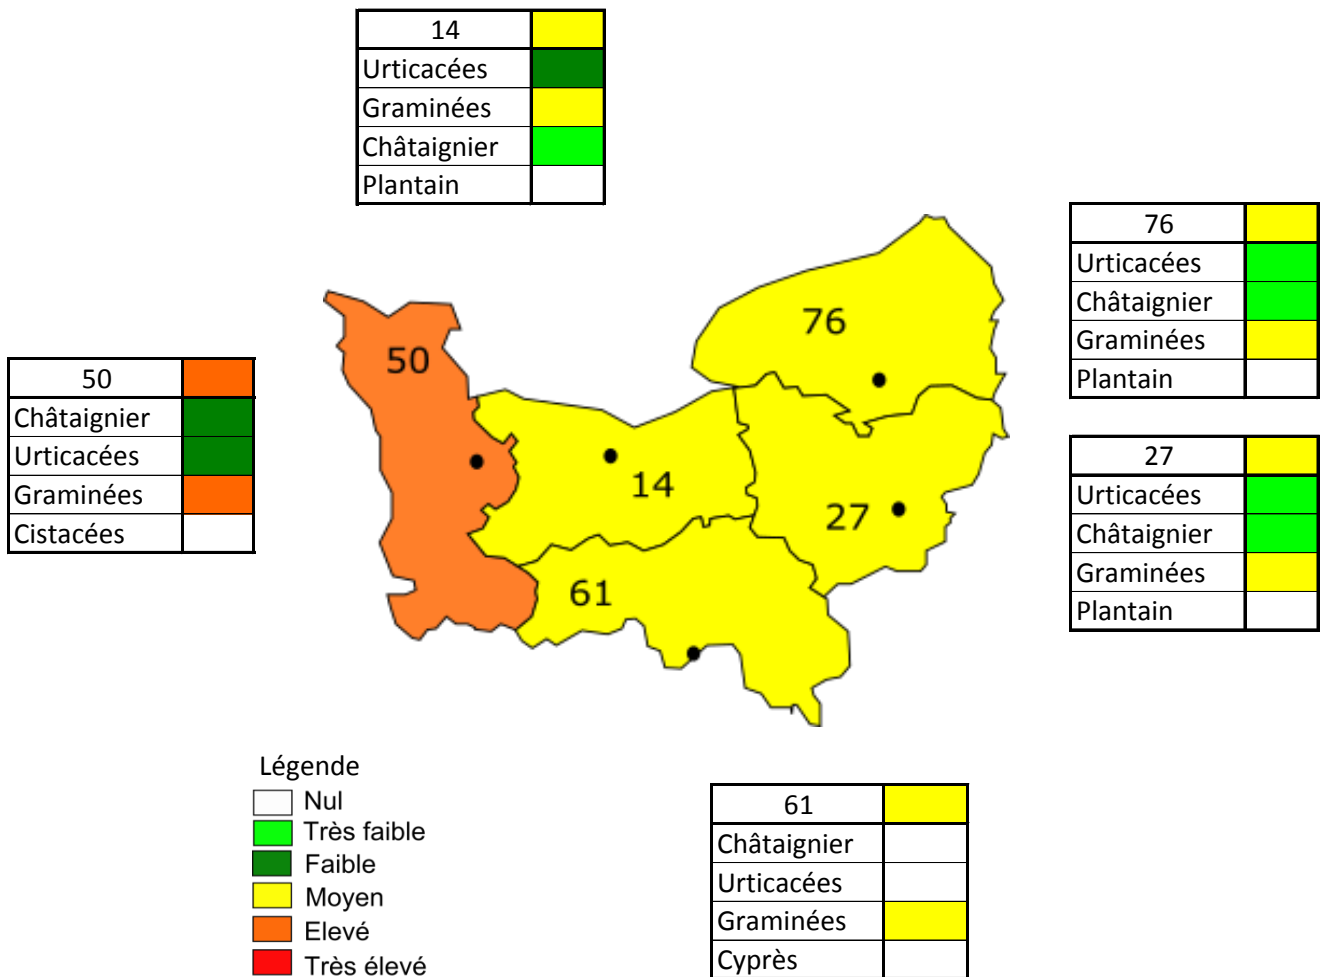 14
Urticacées
Graminées
Châtaignier
Plantain
76
Urticacées
Châtaignier
Graminées
Plantain
50
Châtaignier
Urticacées
Graminées
Cistacées
76
50
14
27
61
27
Urticacées
Châtaignier
Graminées
Plantain
Légende
Nul
Très faible
Faible
Moyen
Elevé
Très élevé
61
Châtaignier
Urticacées
Graminées
Cyprès